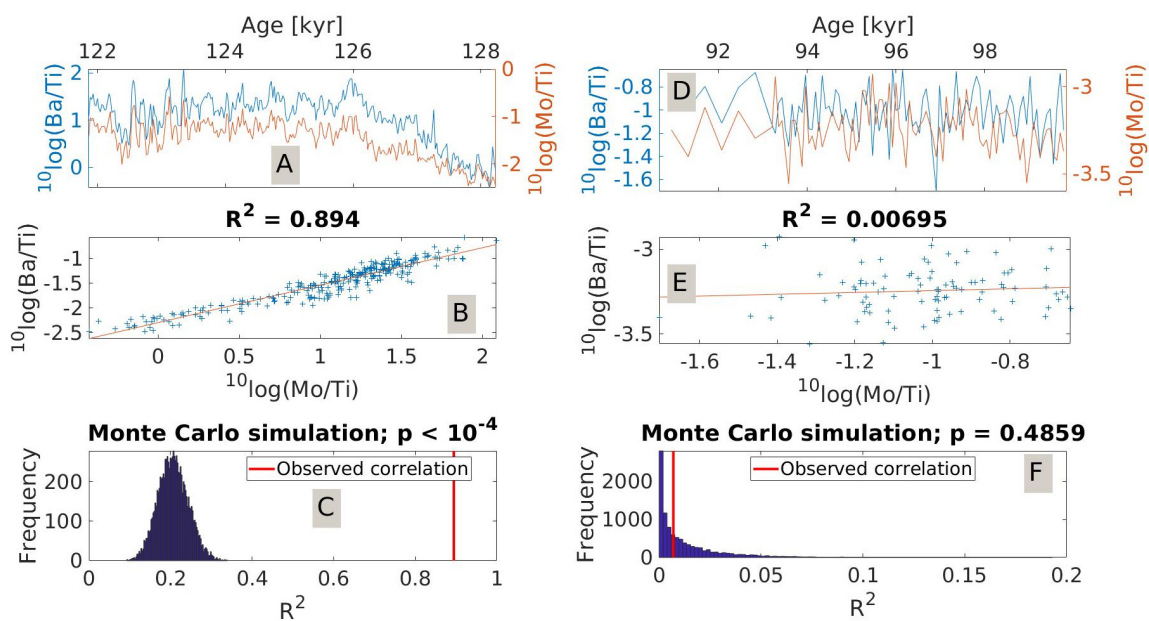 Age [kyr]
122 124 126 128
2
1
0
¹⁰log(Ba/Ti)
A
0
-1
-2
¹⁰log(Mo/Ti)
Age [kyr]
92 94 96 98
-0.8
-1
-1.2
-1.4
-1.6
¹⁰log(Ba/Ti)
D
-3
-3.5
¹⁰log(Mo/Ti)
R² = 0.894
-1
-1.5
-2
-2.5
¹⁰log(Ba/Ti)
B
0 0.5 1 1.5 2
¹⁰log(Mo/Ti)
R² = 0.00695
-3
-3.5
¹⁰log(Ba/Ti)
E
-1.6 -1.4 -1.2 -1 -0.8
¹⁰log(Mo/Ti)
Monte Carlo simulation; p < 10⁻⁴
Observed correlation
200
100
0
Frequency
C
0 0.2 0.4 0.6 0.8 1
R²
Monte Carlo simulation; p = 0.4859
Observed correlation
2000
1000
0
Frequency
F
0 0.05 0.1 0.15 0.2
R²